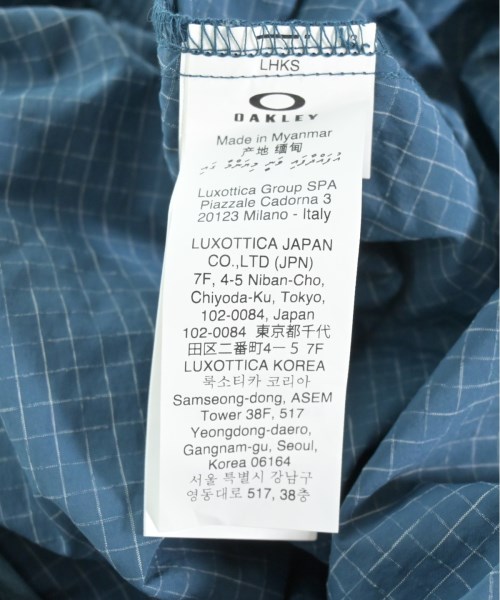 LHKS
OAKLEY
Made in Myanmar
产地 缅甸
Luxottica Group SPA
Piazzale Cadorna 3
20123 Milano - Italy
LUXOTTICA JAPAN
CO.,LTD (JPN)
7F, 4-5 Niban-Cho,
Chiyoda-Ku, Tokyo,
102-0084, Japan
102-0084 東京都千代
田区二番町4－5 7F
LUXOTTICA KOREA
룩소티카 코리아
Samseong-dong, ASEM
Tower 38F, 517
Yeongdong-daero,
Gangnam-gu, Seoul,
Korea 06164
서울 특별시 강남구
영동대로 517, 38층